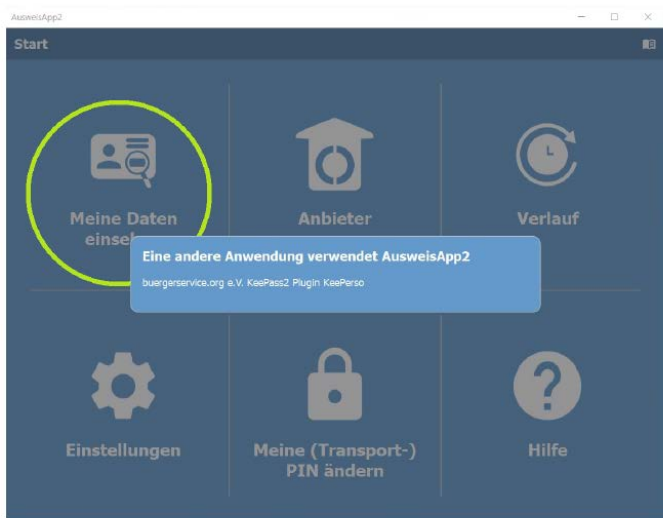 AusweisApp2
Start
Meine Daten
einse
Anbieter
Verlauf
Eine andere Anwendung verwendet AusweisApp2
buergerservice.org e.V. KeePass2 Plugin KeePerso
Einstellungen
Meine (Transport-)
PIN ändern
Hilfe